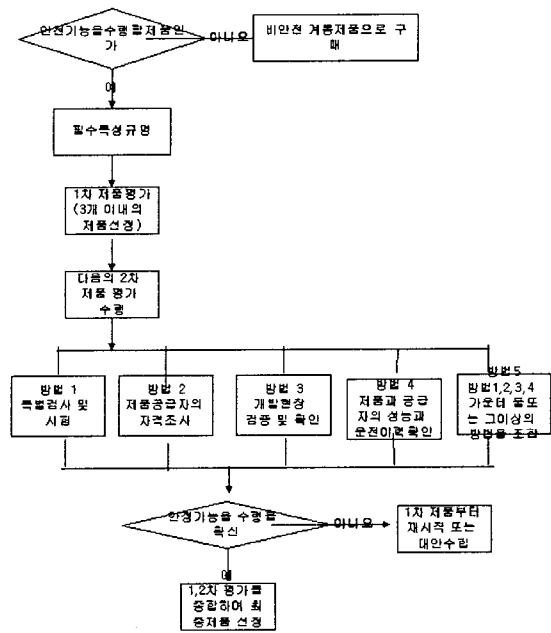 안전기능을수행할제품인
가
아니오
비안전 계통제품으로 구
매
예
필수특성규명
1차 제품평가
(3개 이내의
제품선정)
다음의 2차
제품 평가
수행
방법 1
특별검사 및
시험
방법 2
제품공급자의
자격조사
방법 3
개발현장
검증 및 확인
방법 4
제품과 공급
자의 성능과
운전이력확인
방법 5
방법1,2,3,4
가운데 둘또
는 그이상의
방법을 조합
안정기능을 수행을
확신
아니오
1차 제품부터
재시작 또는
대안수립
예
1,2차 평가를
종합하여 최
종제품 선정